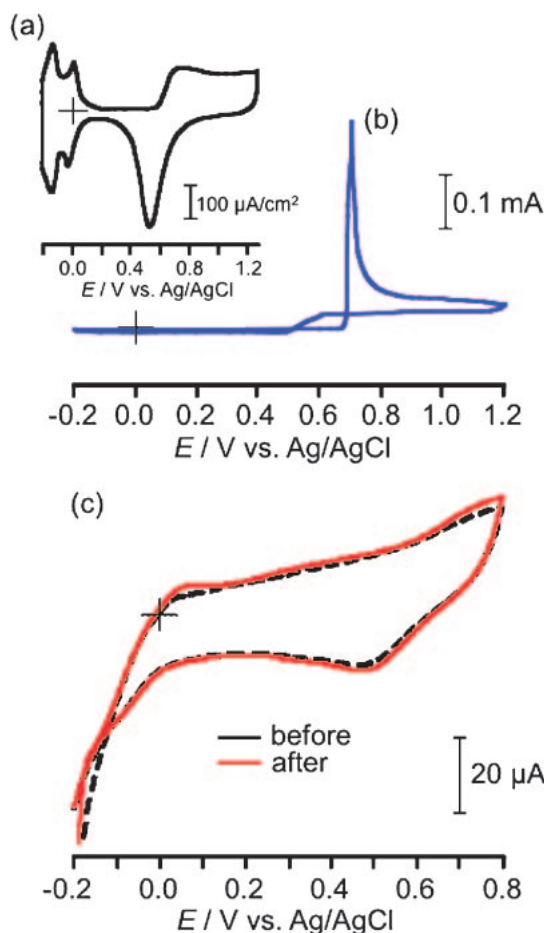 (a)
100 µA/cm²
0.0 0.4 0.8 1.2
E / V vs. Ag/AgCl
(b)
0.1 mA
-0.2 0.0 0.2 0.4 0.6 0.8 1.0 1.2
E / V vs. Ag/AgCl
(c)
before
after
20 µA
-0.2 0.0 0.2 0.4 0.6 0.8
E / V vs. Ag/AgCl